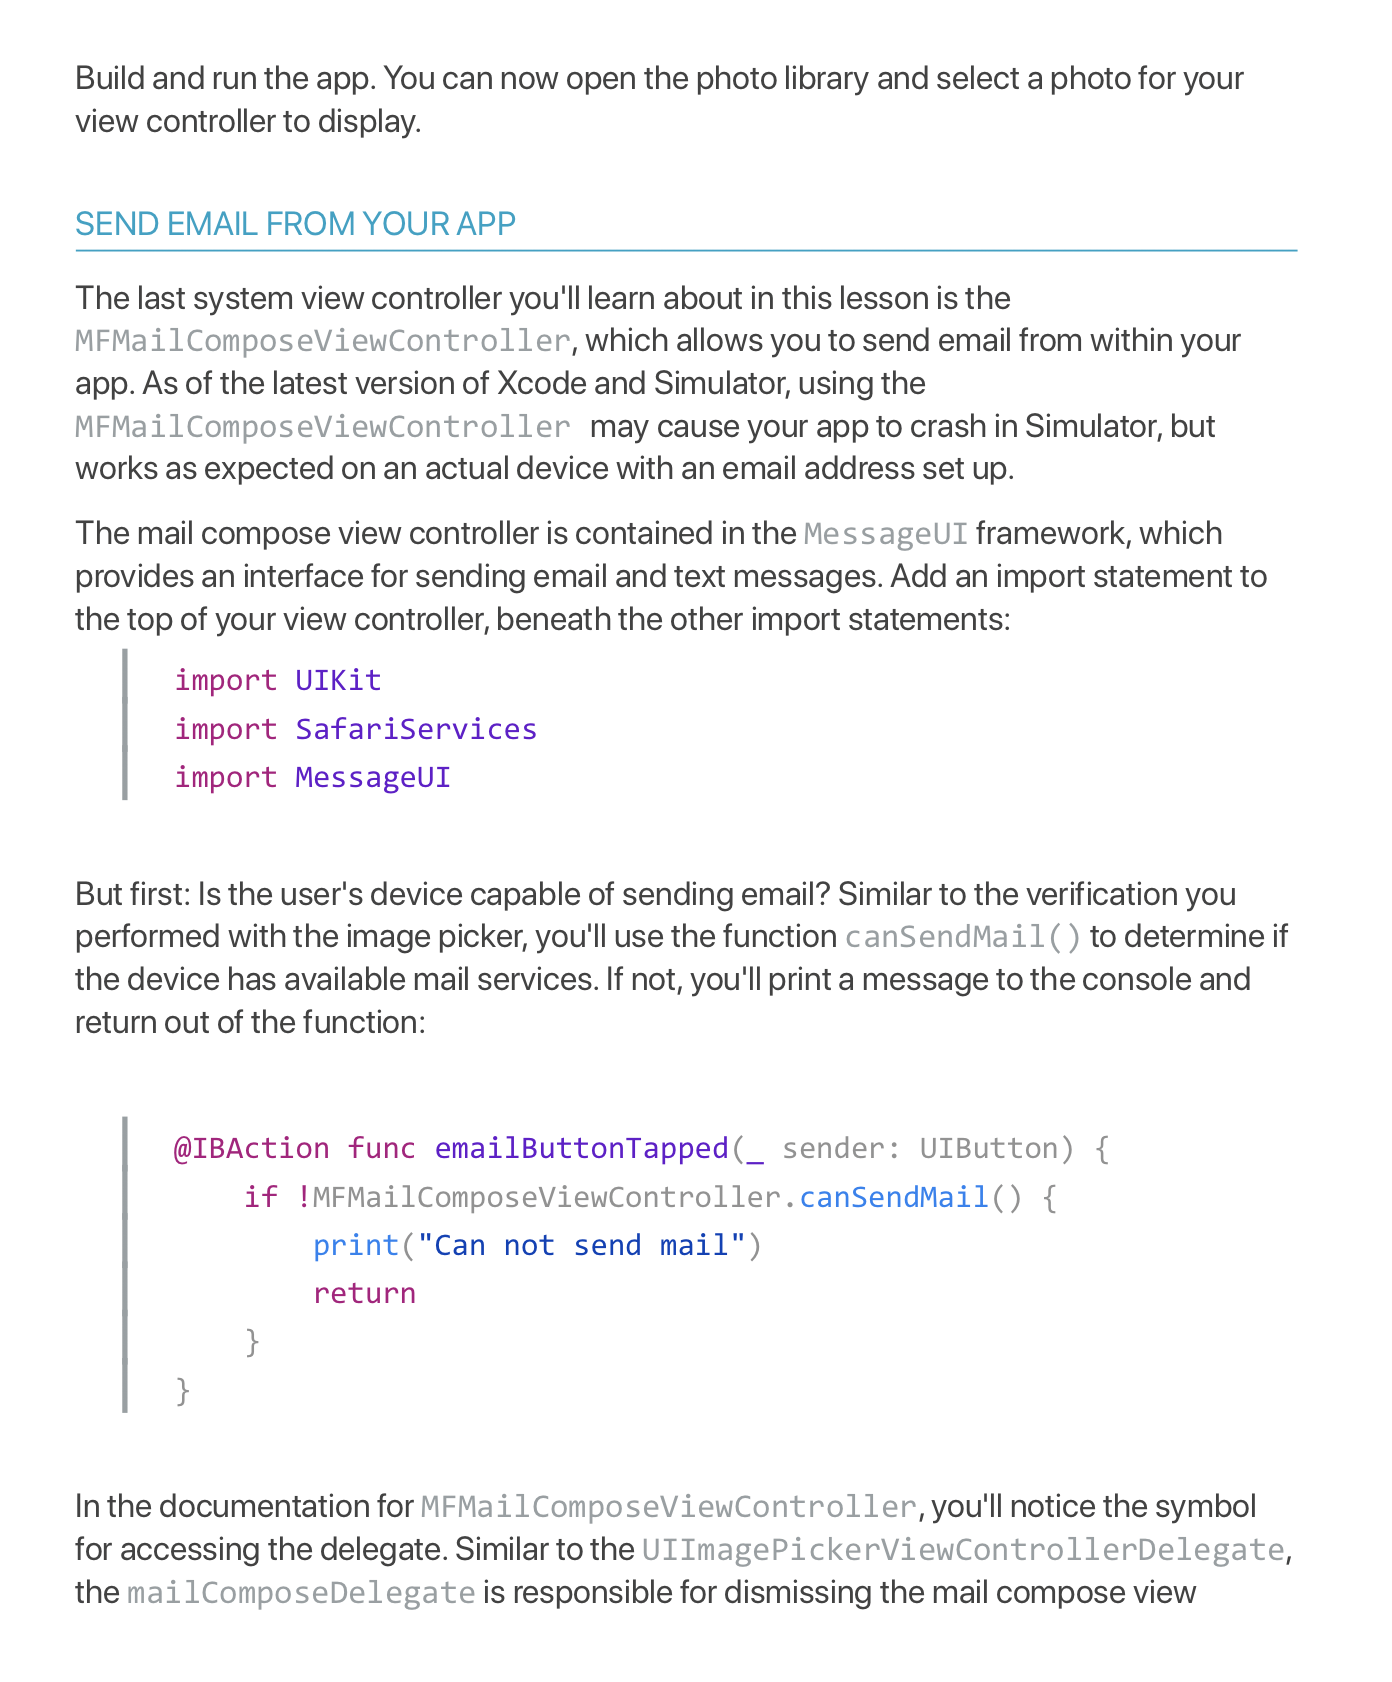 Build and run the app. You can now open the photo library and select a photo for your
view controller to display.
SEND EMAIL FROM YOUR APP
The last system view controller you'll learn about in this lesson is the
MFMailComposeViewController, which allows you to send email from within your
app. As of the latest version of Xcode and Simulator, using the
MFMailComposeViewController may cause your app to crash in Simulator, but
works as expected on an actual device with an email address set up.
The mail compose view controller is contained in the MessageUI framework, which
provides an interface for sending email and text messages. Add an import statement to
the top of your view controller, beneath the other import statements:
import UIKit
import SafariServices
import MessageUI
But first: Is the user's device capable of sending email? Similar to the verification you
performed with the image picker, you'll use the function canSendMail() to determine if
the device has available mail services. If not, you'll print a message to the console and
return out of the function:
@IBAction func emailButtonTapped(_ sender: UIButton) {
    if !MFMailComposeViewController.canSendMail() {
        print("Can not send mail")
        return
    }
}
In the documentation for MFMailComposeViewController, you'll notice the symbol
for accessing the delegate. Similar to the UIImagePickerViewControllerDelegate,
the mailComposeDelegate is responsible for dismissing the mail compose view